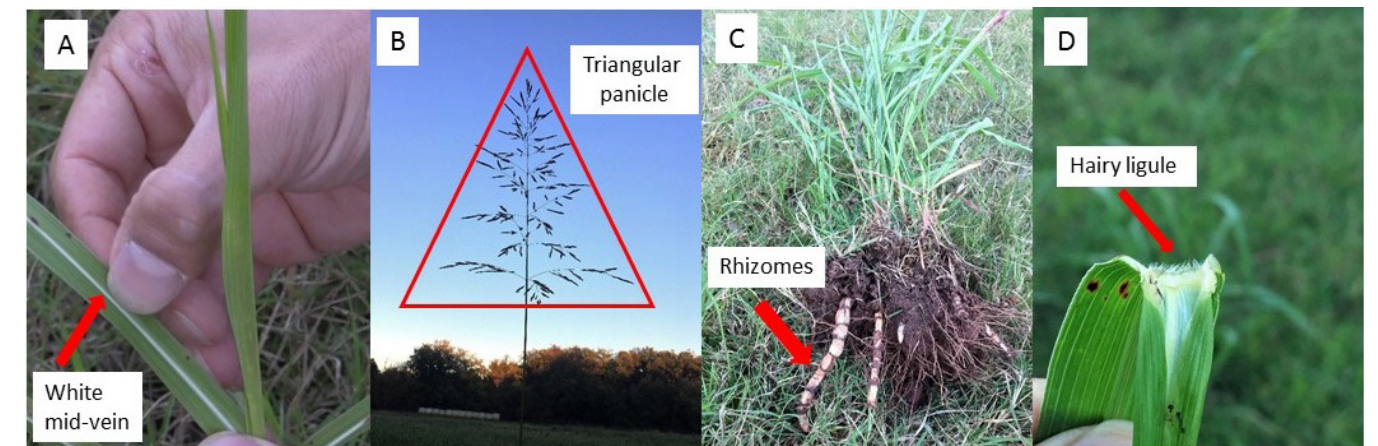 A
White
mid-vein
B
Triangular
panicle
C
Rhizomes
D
Hairy ligule